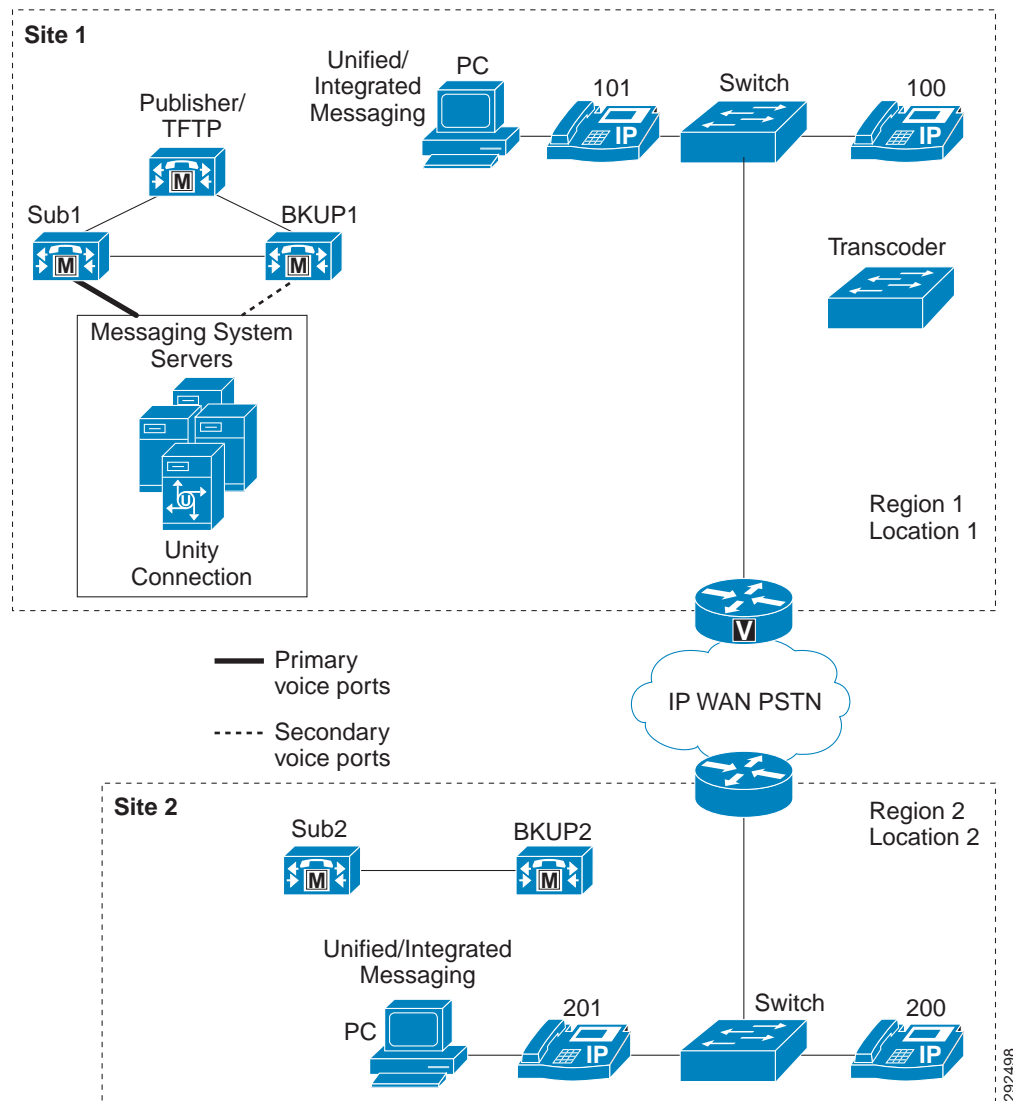 Site 1
Unified/
Integrated
Messaging
PC
101
Switch
100
Publisher/
TFTP
IP
IP
M
Sub1
BKUP1
M
M
Transcoder
Messaging System
Servers
U
Unity
Connection
Region 1
Location 1
V
Primary
voice ports
IP WAN PSTN
Secondary
voice ports
Site 2
Region 2
Location 2
Sub2
BKUP2
M
M
Unified/Integrated
Messaging
PC
201
Switch
200
IP
IP
292498